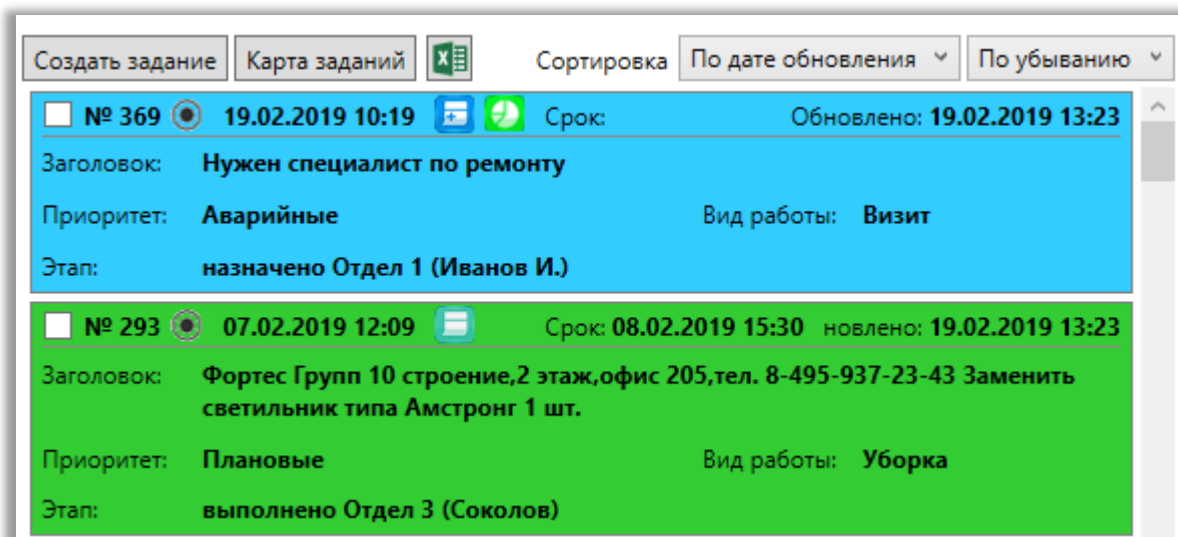 Создать задание Карта заданий Сортировка По дате обновления По убыванию
№ 369 19.02.2019 10:19 Срок: Обновлено: 19.02.2019 13:23
Заголовок: Нужен специалист по ремонту
Приоритет: Аварийные Вид работы: Визит
Этап: назначено Отдел 1 (Иванов И.)
№ 293 07.02.2019 12:09 Срок: 08.02.2019 15:30 новлено: 19.02.2019 13:23
Заголовок: Фортес Групп 10 строение,2 этаж,офис 205,тел. 8-495-937-23-43 Заменить
светильник типа Амстронг 1 шт.
Приоритет: Плановые Вид работы: Уборка
Этап: выполнено Отдел 3 (Соколов)